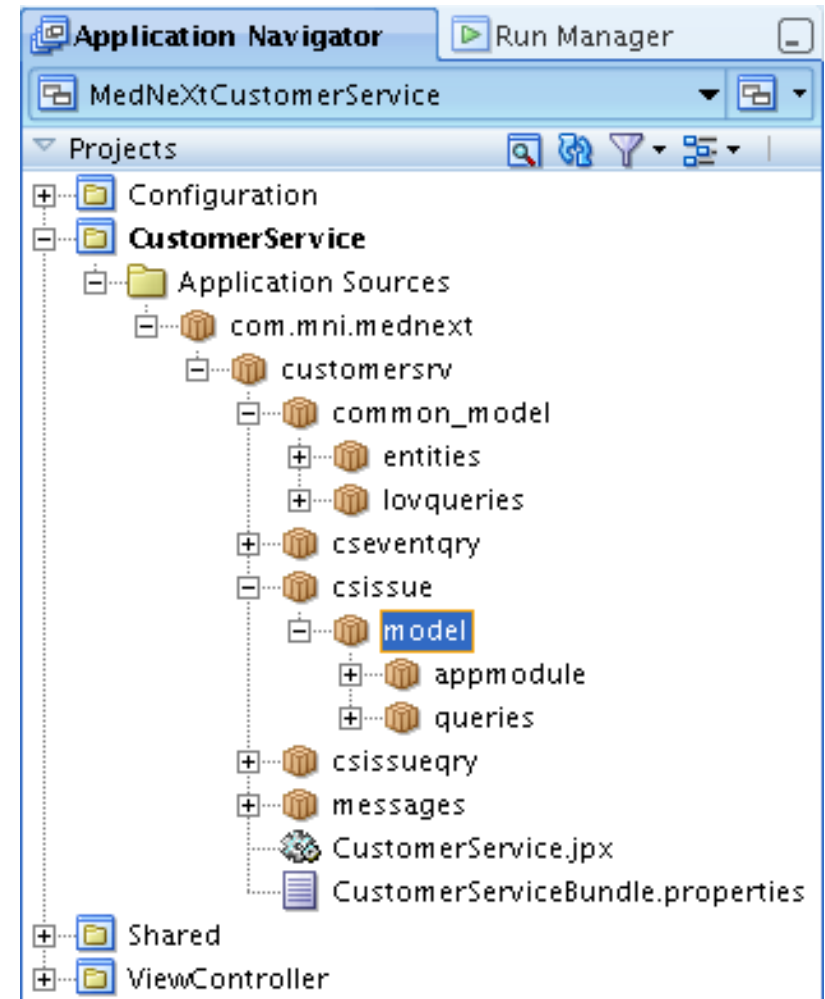 Application Navigator Run Manager
MedNeXtCustomerService
Projects
Configuration
CustomerService
Application Sources
com.mni.mednext
customersrv
common_model
entities
lovqueries
cseventqry
csissue
model
appmodule
queries
csissueqry
messages
CustomerService.jpx
CustomerServiceBundle.properties
Shared
ViewController